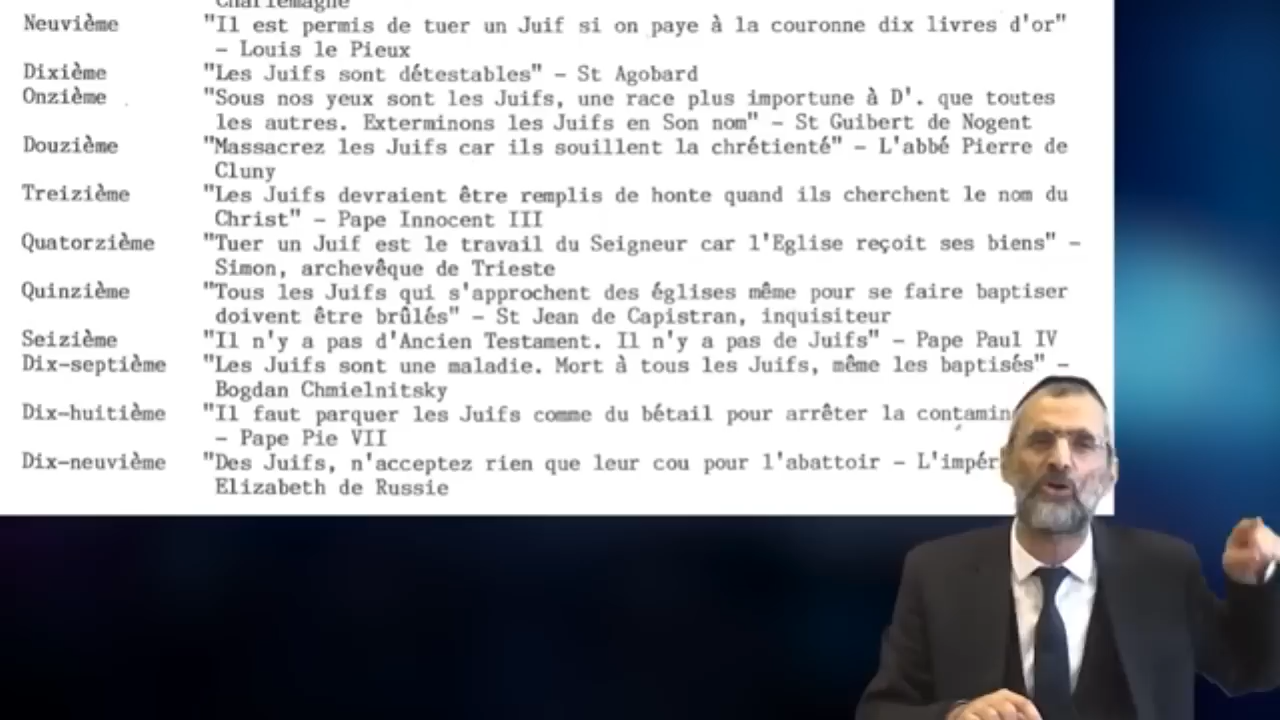 Charlemagne
Neuvième "Il est permis de tuer un Juif si on paye à la couronne dix livres d'or"
- Louis le Pieux
Dixième "Les Juifs sont détestables" - St Agobard
Onzième "Sous nos yeux sont les Juifs, une race plus importune à D'. que toutes
les autres. Exterminons les Juifs en Son nom" - St Guibert de Nogent
Douzième "Massacrez les Juifs car ils souillent la chrétienté" - L'abbé Pierre de
Cluny
Treizième "Les Juifs devraient être remplis de honte quand ils cherchent le nom du
Christ" - Pape Innocent III
Quatorzième "Tuer un Juif est le travail du Seigneur car l'Eglise reçoit ses biens" -
Simon, archevêque de Trieste
Quinzième "Tous les Juifs qui s'approchent des églises même pour se faire baptiser
doivent être brûlés" - St Jean de Capistran, inquisiteur
Seizième "Il n'y a pas d'Ancien Testament. Il n'y a pas de Juifs" - Pape Paul IV
Dix-septième "Les Juifs sont une maladie. Mort à tous les Juifs, même les baptisés" -
Bogdan Chmielnitsky
Dix-huitième "Il faut parquer les Juifs comme du bétail pour arrêter la contamin
- Pape Pie VII
Dix-neuvième "Des Juifs, n'acceptez rien que leur cou pour l'abattoir - L'impér
Elizabeth de Russie